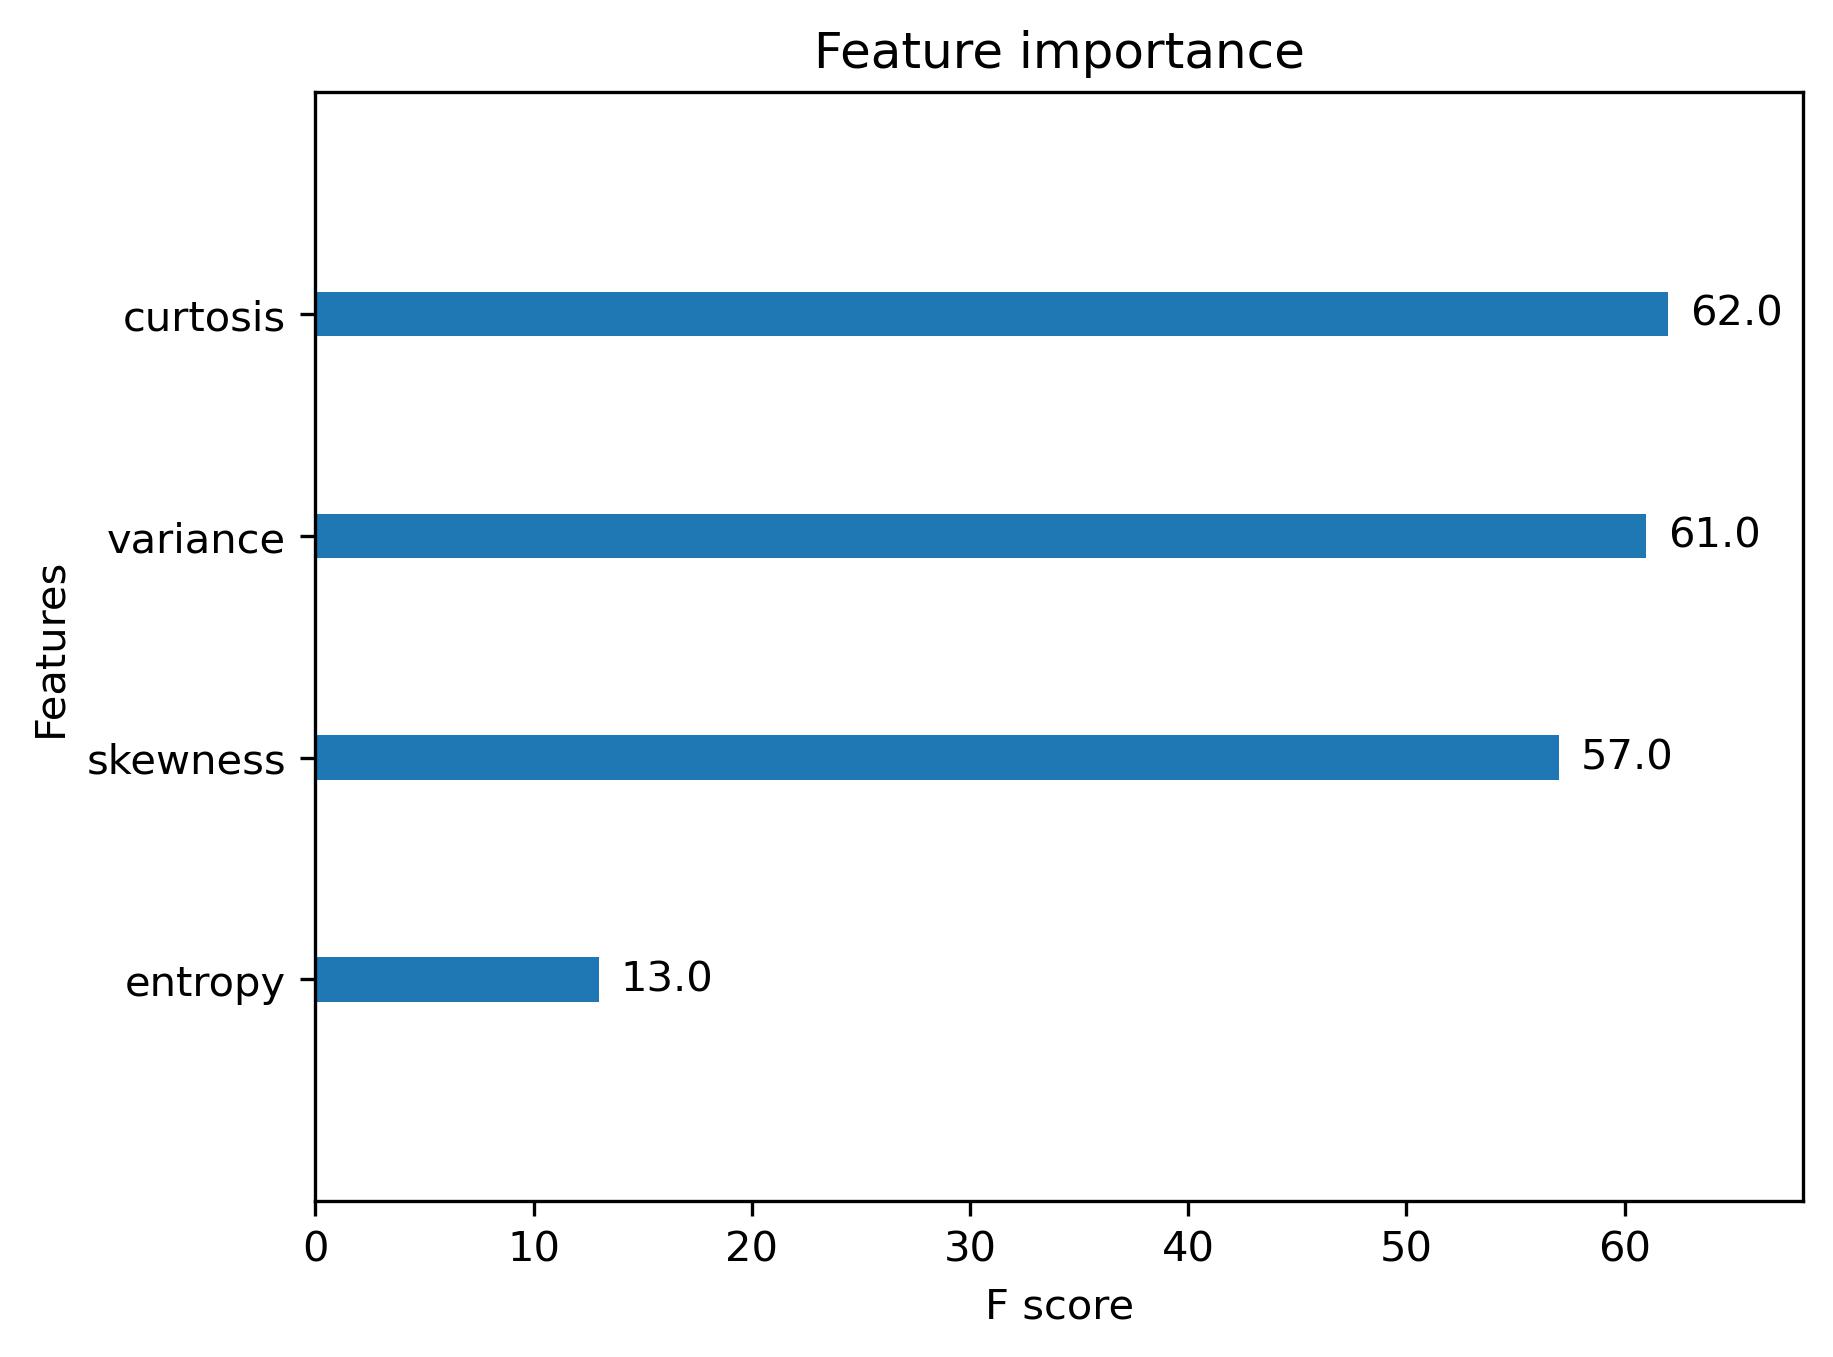 Feature importance
curtosis
62.0
variance
61.0
Features
skewness
57.0
entropy
13.0
0 10 20 30 40 50 60
F score